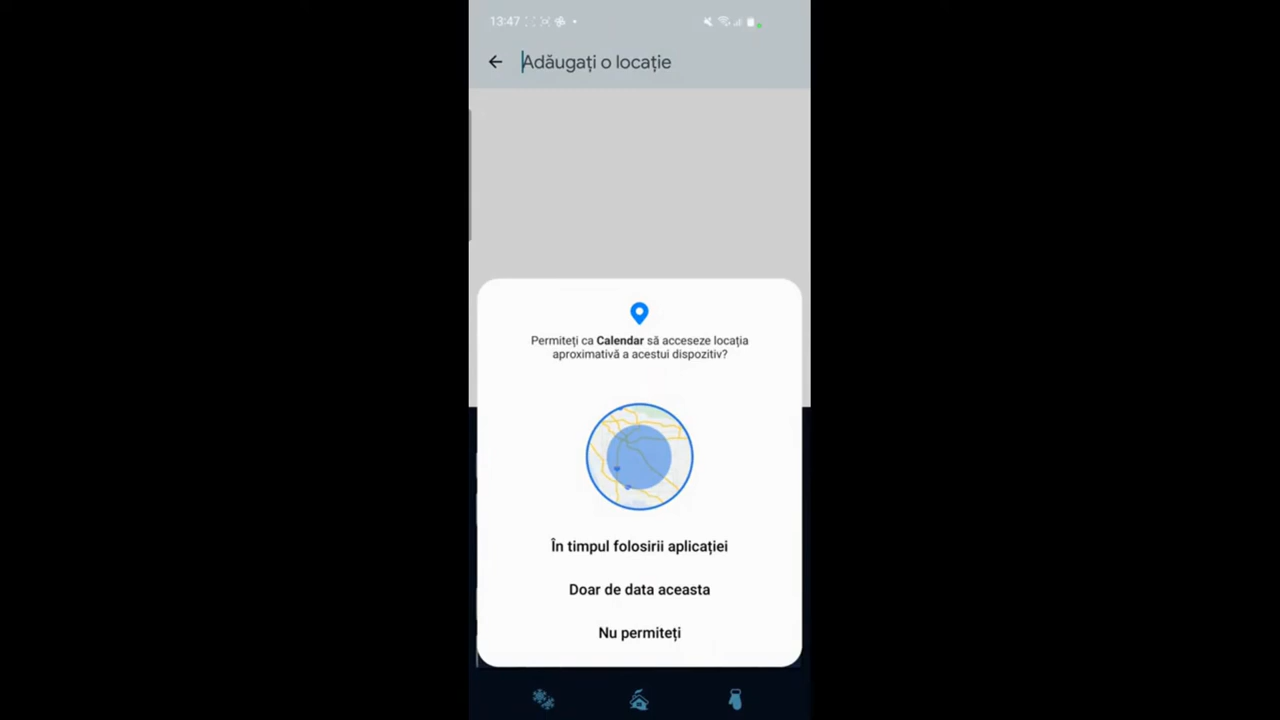 13:47
Adăugați o locație
Permiteți ca Calendar să acceseze locația
aproximativă a acestui dispozitiv?
În timpul folosirii aplicației
Doar de data aceasta
Nu permiteți